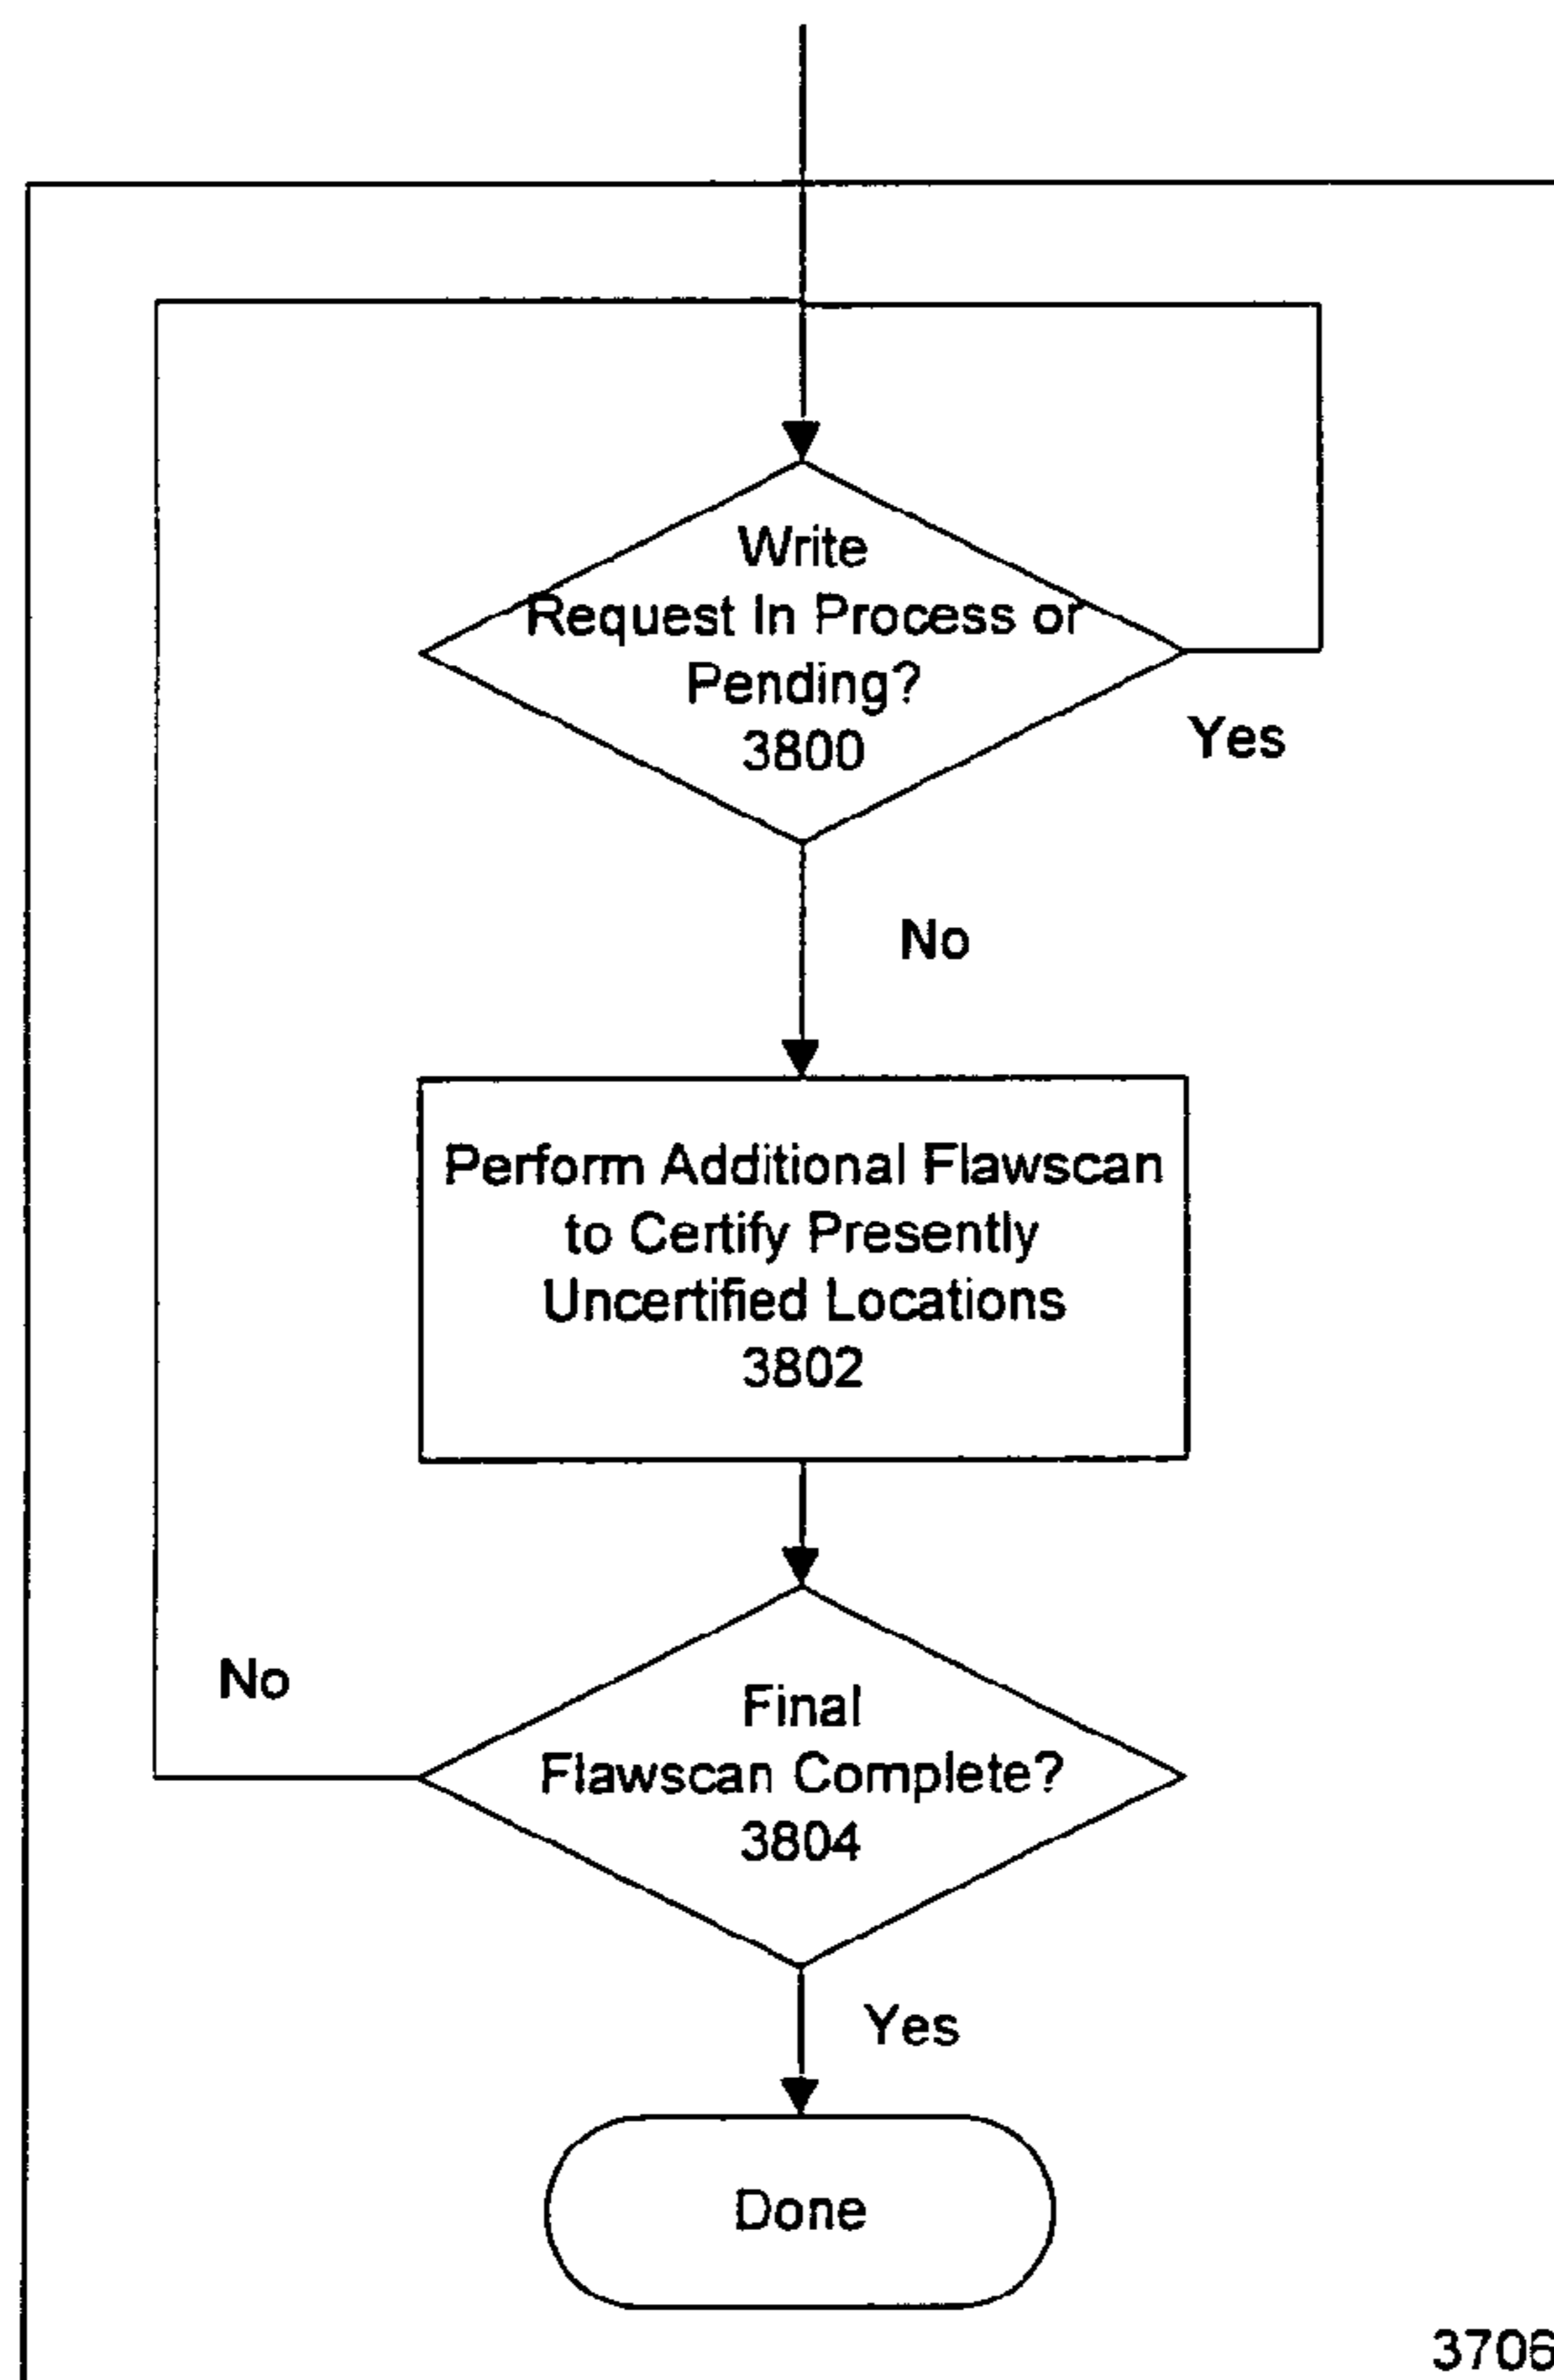 Write
Request In Process or
Pending?
3800
Yes
No
Perform Additional Flawscan
to Certify Presently
Uncertified Locations
3802
No
Final
Flawscan Complete?
3804
Yes
Done
3706